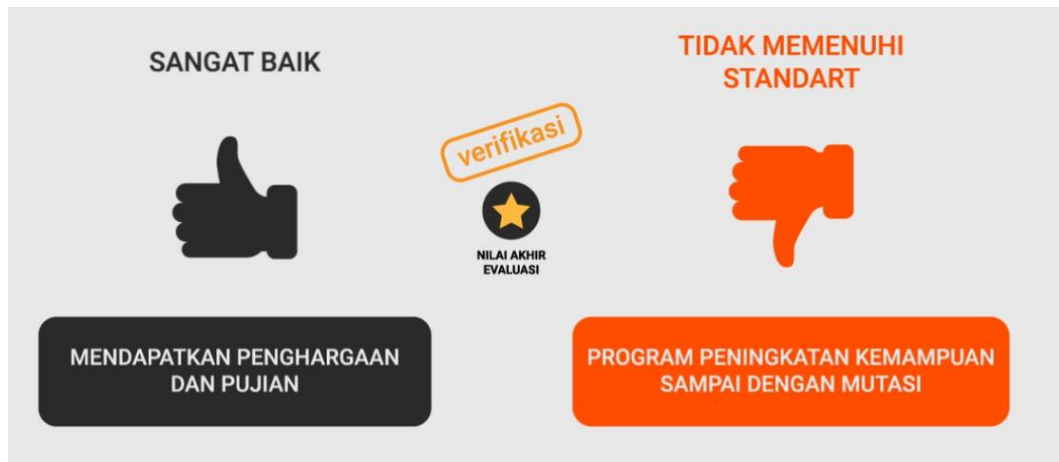 SANGAT BAIK
TIDAK MEMENUHI
STANDART
verifikasi
NILAI AKHIR
EVALUASI
MENDAPATKAN PENGHARGAAN
DAN PUJIAN
PROGRAM PENINGKATAN KEMAMPUAN
SAMPAI DENGAN MUTASI